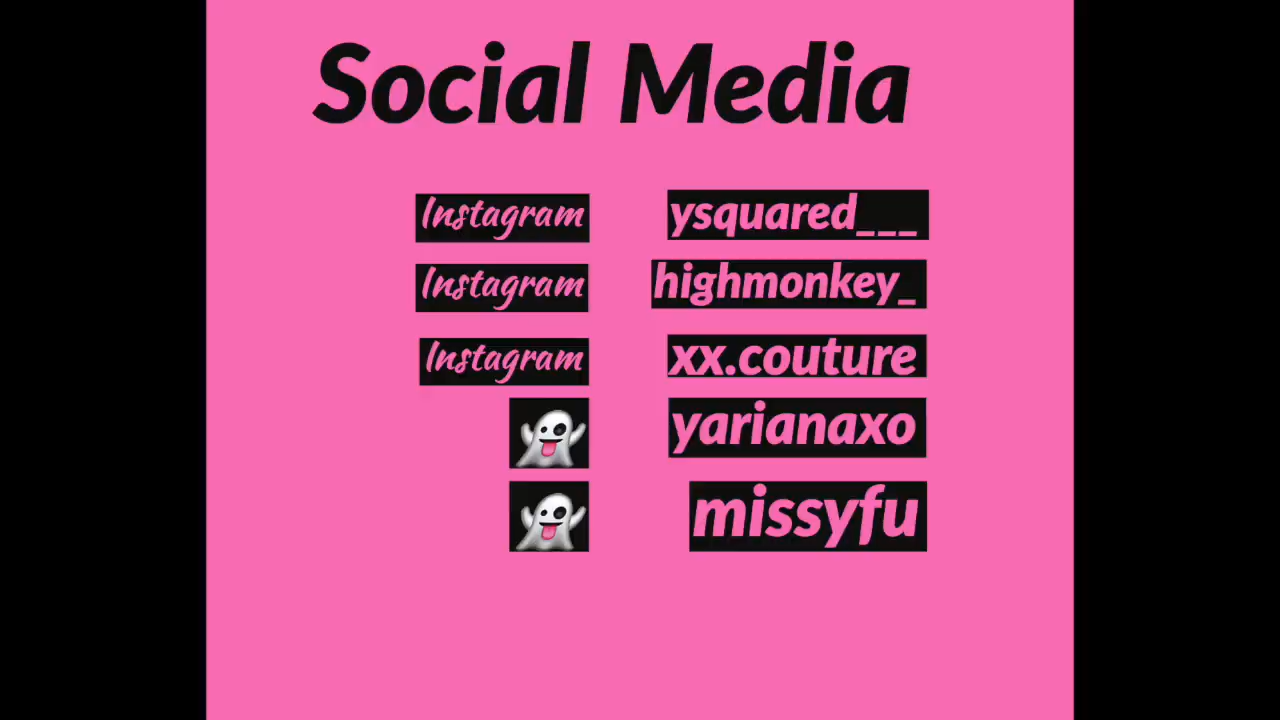 Social Media
Instagram ysquared___
Instagram highmonkey_
Instagram xx.couture
👻 yarianaxo
👻 missyfu